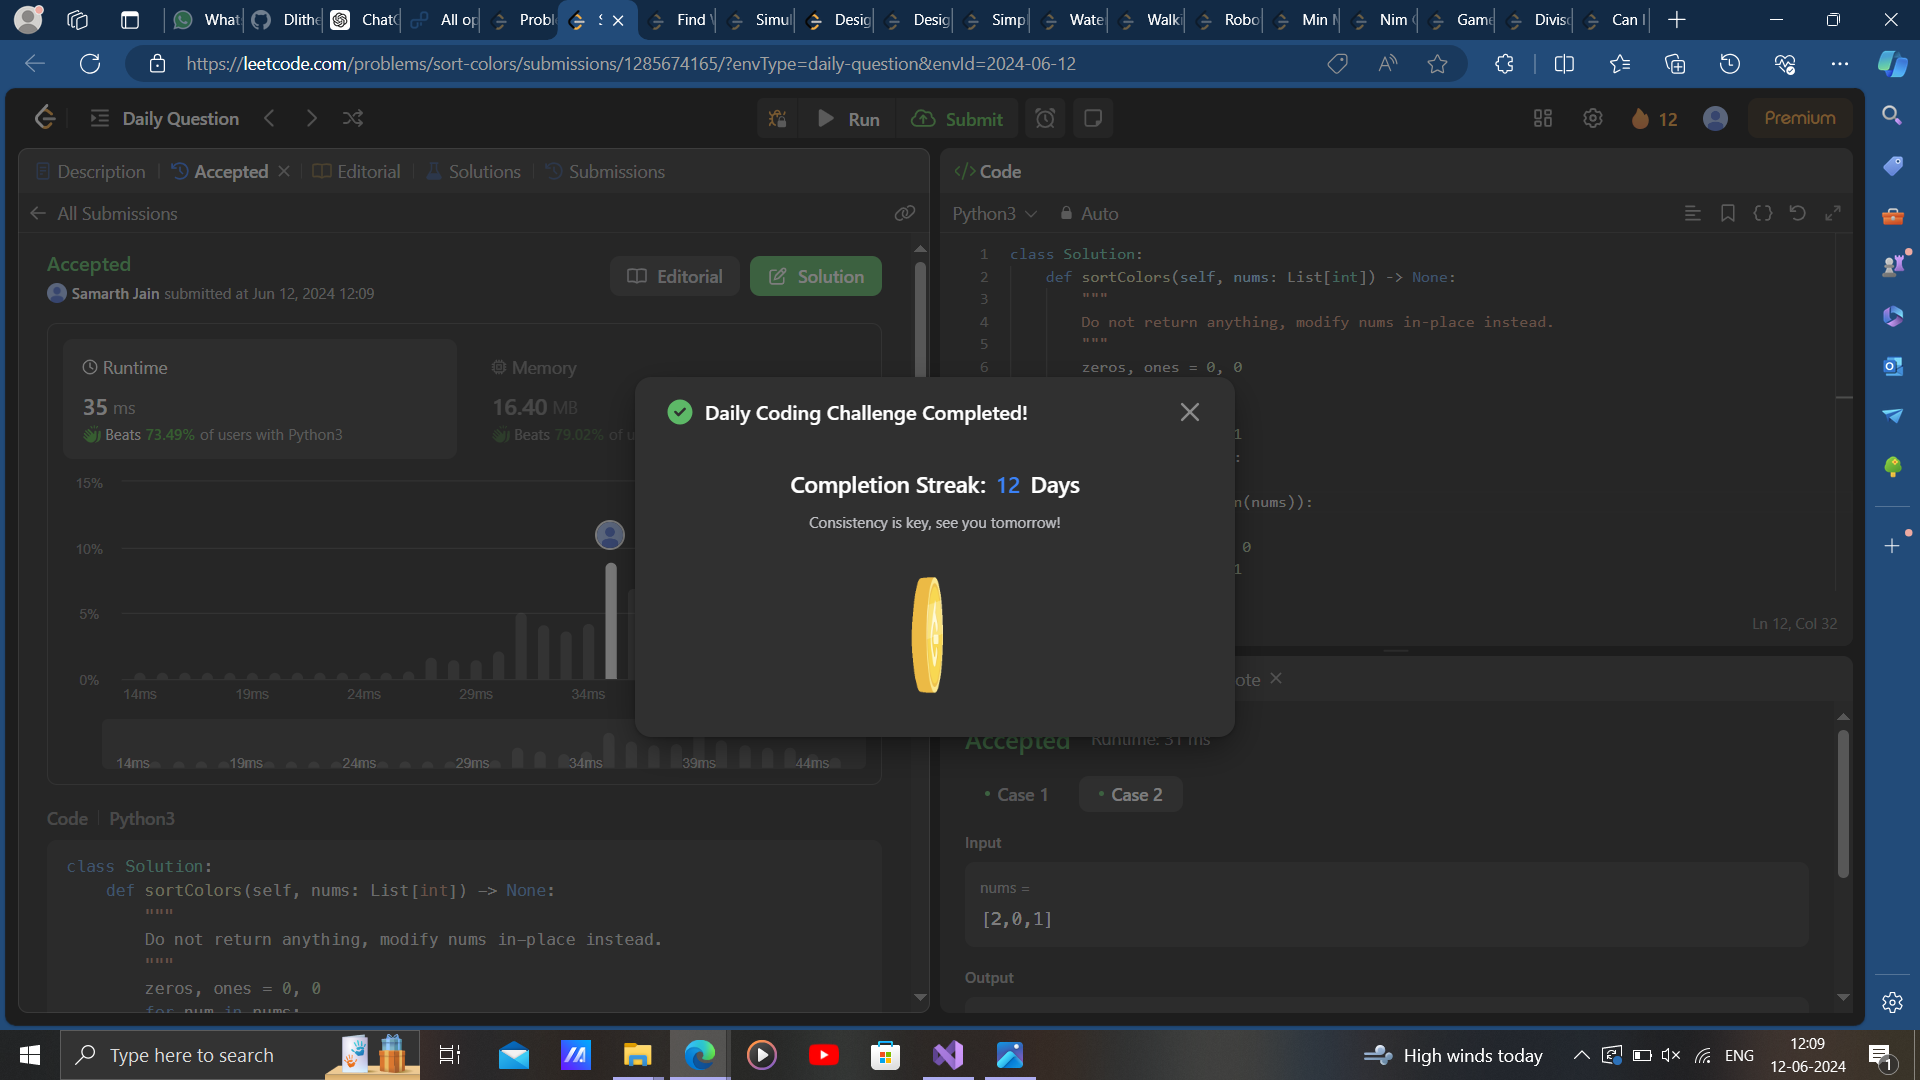 What
Dlithe
ChatG
All op
Proble
S
Find
Simul
Desig
Desig
Simpl
Wate
Walki
Robo
Min
Nim
Game
Diviso
Can I
https://leetcode.com/problems/sort-colors/submissions/1285674165/?envType=daily-question&envId=2024-06-12
Daily Question
Run
Submit
12
Premium
Description
Accepted
Editorial
Solutions
Submissions
All Submissions
Accepted
Samarth Jain submitted at Jun 12, 2024 12:09
Editorial
Solution
Runtime
35 ms
Beats 73.49% of users with Python3
Memory
16.40 MB
Beats 79.02% of u
15%
10%
5%
0%
14ms 19ms 24ms 29ms 34ms
14ms 19ms 24ms 29ms 34ms 39ms 44ms
Code | Python3
class Solution:
def sortColors(self, nums: List[int]) -> None:
"""
Do not return anything, modify nums in-place instead.
"""
zeros, ones = 0, 0
for num in nums:
Daily Coding Challenge Completed!
Completion Streak: 12 Days
Consistency is key, see you tomorrow!
</> Code
Python3
Auto
1 class Solution:
2 def sortColors(self, nums: List[int]) -> None:
3 """
4 Do not return anything, modify nums in-place instead.
5 """
6 zeros, ones = 0, 0
1
:
n(nums)):
0
1
Ln 12, Col 32
ote
Accepted Runtime: 31 ms
Case 1
Case 2
Input
nums =
[2,0,1]
Output
Type here to search
High winds today
ENG
12:09
12-06-2024
1